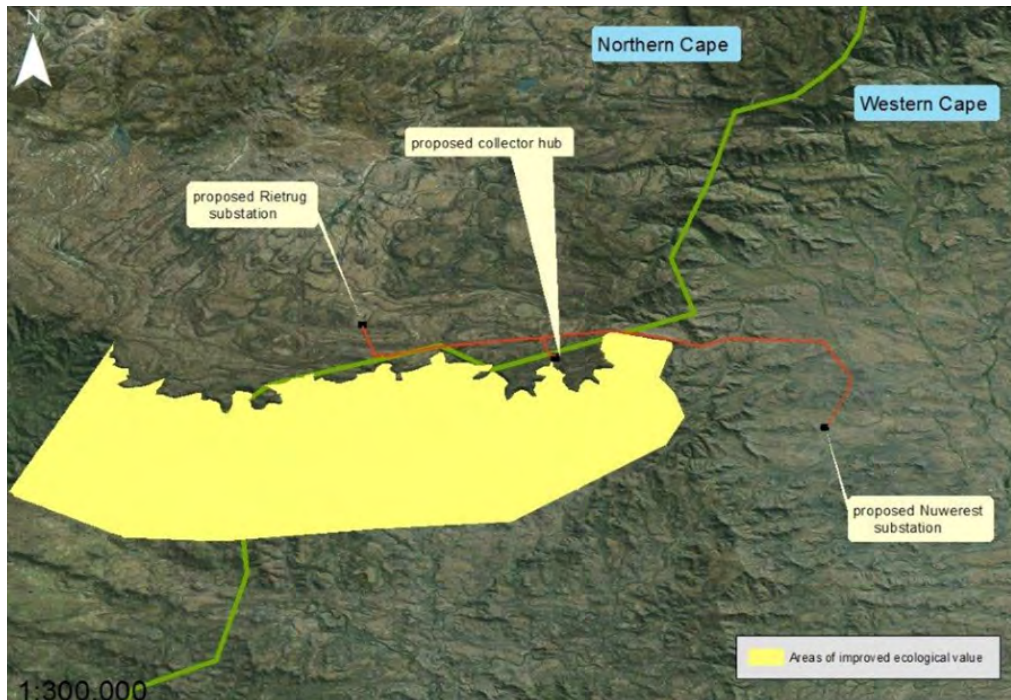 N
Northern Cape
Western Cape
proposed collector hub
proposed Rietrug
substation
proposed Nuwerest
substation
Areas of improved ecological value
1:300,000